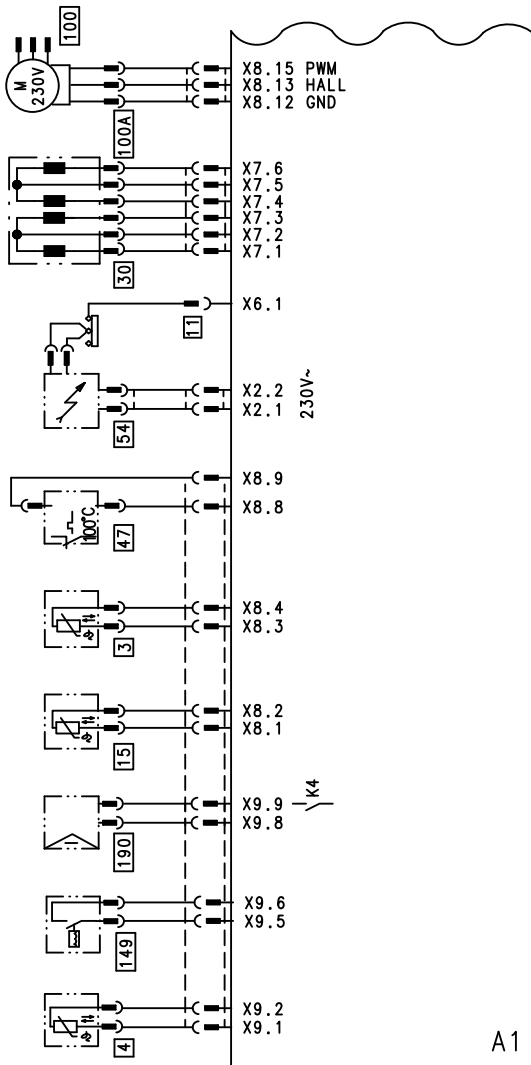 100
M
230V
X8.15 PWM
X8.13 HALL
X8.12 GND
100A
X7.6
X7.5
X7.4
X7.3
X7.2
X7.1
30
X6.1
11
X2.2
X2.1
230V~
54
X8.9
X8.8
100°C
47
X8.4
X8.3
3
X8.2
X8.1
15
X9.9
K4
X9.8
190
X9.6
X9.5
149
X9.2
X9.1
4
A1